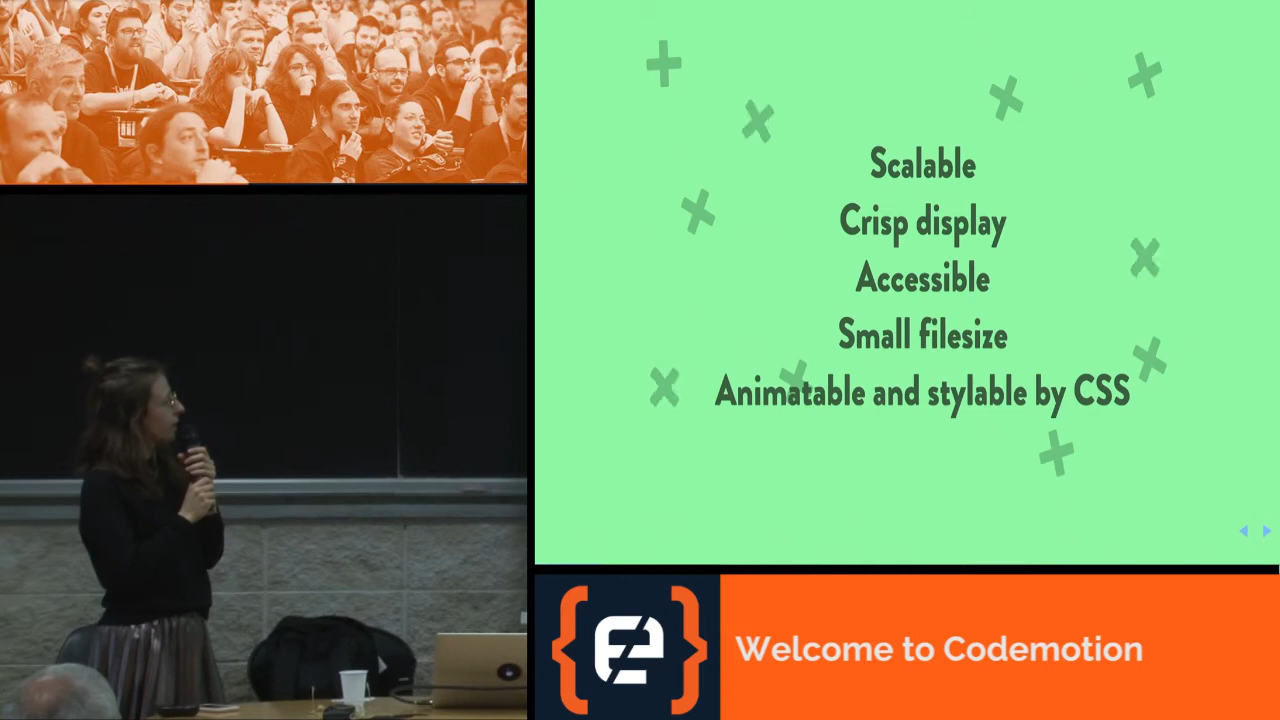 Scalable
Crisp display
Accessible
Small filesize
Animatable and stylable by CSS
Welcome to Codemotion